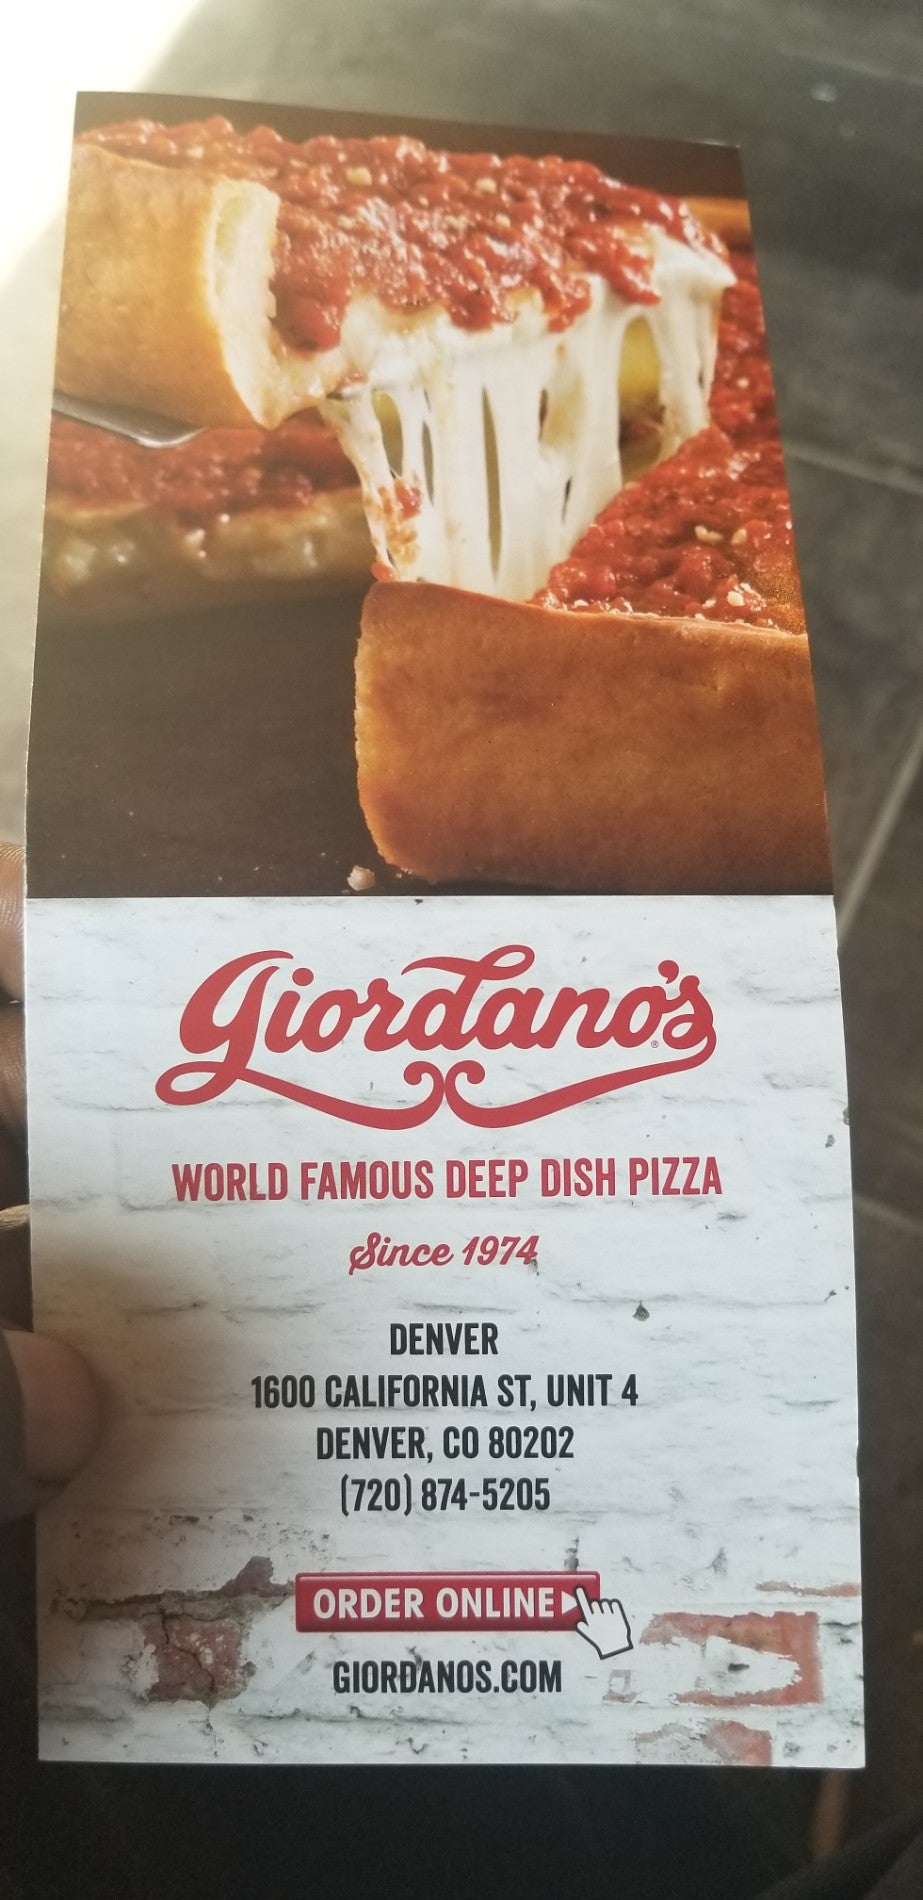 Giordano's®
WORLD FAMOUS DEEP DISH PIZZA
Since 1974
DENVER
1600 CALIFORNIA ST, UNIT 4
DENVER, CO 80202
(720) 874-5205
ORDER ONLINE
GIORDANOS.COM